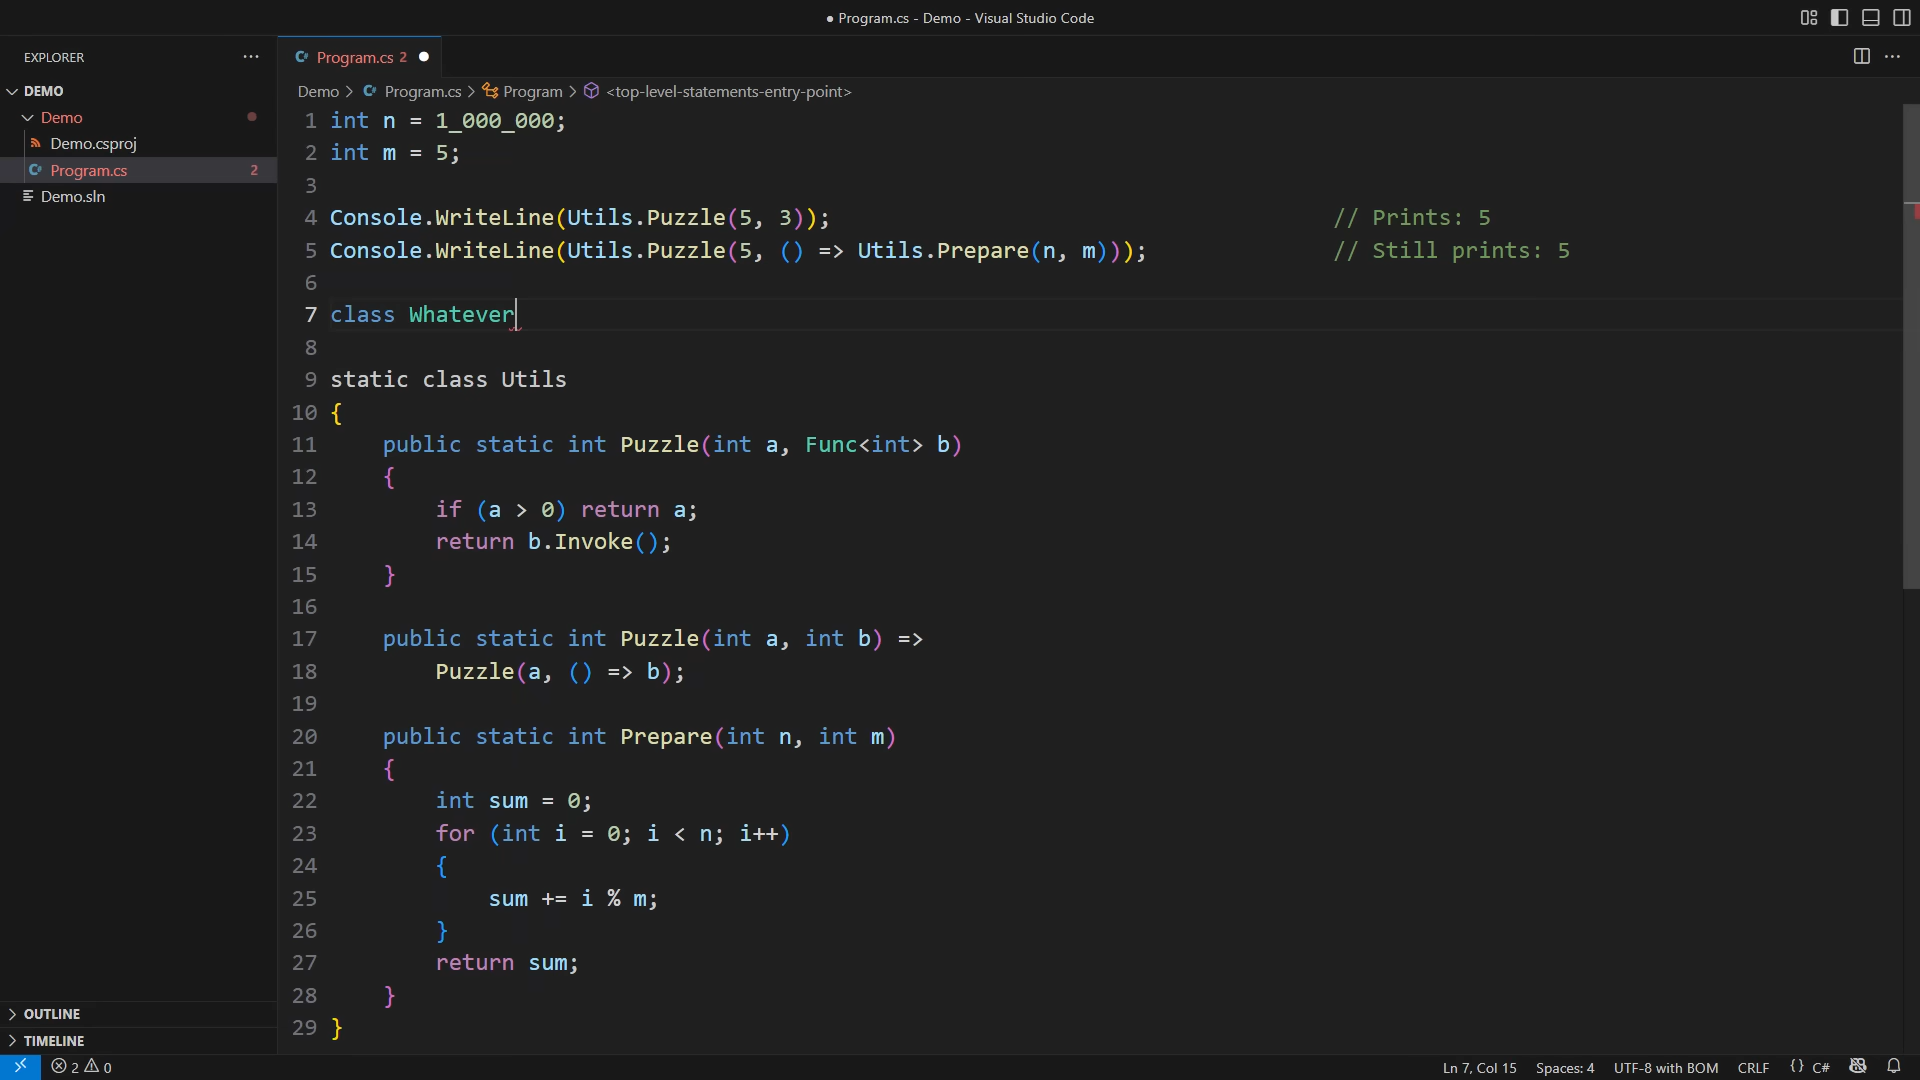 ● Program.cs - Demo - Visual Studio Code
EXPLORER
Program.cs 2
DEMO
Demo
Demo.csproj
Program.cs 2
Demo.sln
Demo > Program.cs > Program > <top-level-statements-entry-point>
1 int n = 1_000_000;
2 int m = 5;
3
4 Console.WriteLine(Utils.Puzzle(5, 3)); // Prints: 5
5 Console.WriteLine(Utils.Puzzle(5, () => Utils.Prepare(n, m))); // Still prints: 5
6
7 class Whatever
8
9 static class Utils
10 {
11 public static int Puzzle(int a, Func<int> b)
12 {
13 if (a > 0) return a;
14 return b.Invoke();
15 }
16
17 public static int Puzzle(int a, int b) =>
18 Puzzle(a, () => b);
19
20 public static int Prepare(int n, int m)
21 {
22 int sum = 0;
23 for (int i = 0; i < n; i++)
24 {
25 sum += i % m;
26 }
27 return sum;
28 }
29 }
OUTLINE
TIMELINE
2 0
Ln 7, Col 15 Spaces: 4 UTF-8 with BOM CRLF {} C#